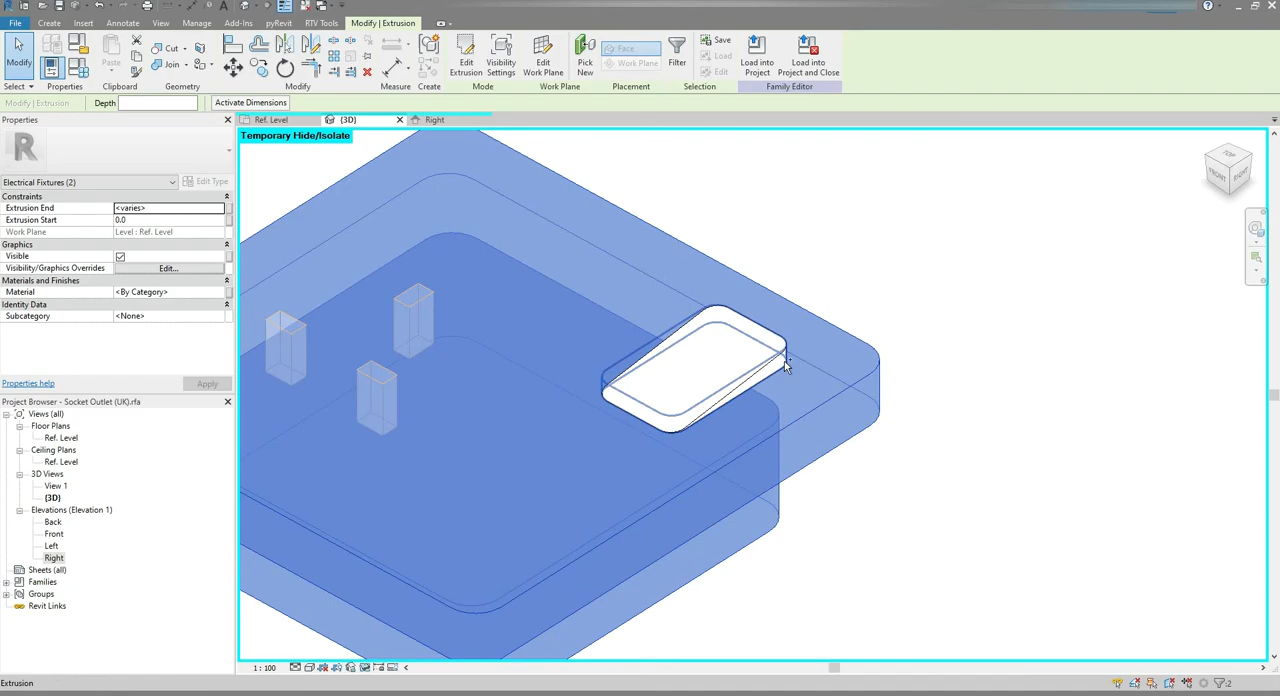 File Create Insert Annotate View Manage Add-Ins pyRevit RTV Tools Modify | Extrusion
Modify
Paste
Cut
Join
Edit Extrusion
Visibility Settings
Edit Work Plane
Pick New
Face
Work Plane
Filter
Save
Load
Edit
Load into Project
Load into Project and Close
Select Properties Clipboard Geometry Modify Measure Create Mode Work Plane Placement Selection Family Editor
Modify | Extrusion Depth Activate Dimensions
Properties
Ref. Level {3D} Right
Temporary Hide/Isolate
TOP
FRONT
RIGHT
Electrical Fixtures (2) Edit Type
Constraints
Extrusion End <varies>
Extrusion Start 0.0
Work Plane Level : Ref. Level
Graphics
Visible
Visibility/Graphics Overrides Edit...
Materials and Finishes
Material <By Category>
Identity Data
Subcategory <None>
Properties help Apply
Project Browser - Socket Outlet (UK).rfa
Views (all)
Floor Plans
Ref. Level
Ceiling Plans
Ref. Level
3D Views
View 1
{3D}
Elevations (Elevation 1)
Back
Front
Left
Right
Sheets (all)
Families
Groups
Revit Links
1 : 100
Extrusion
:2